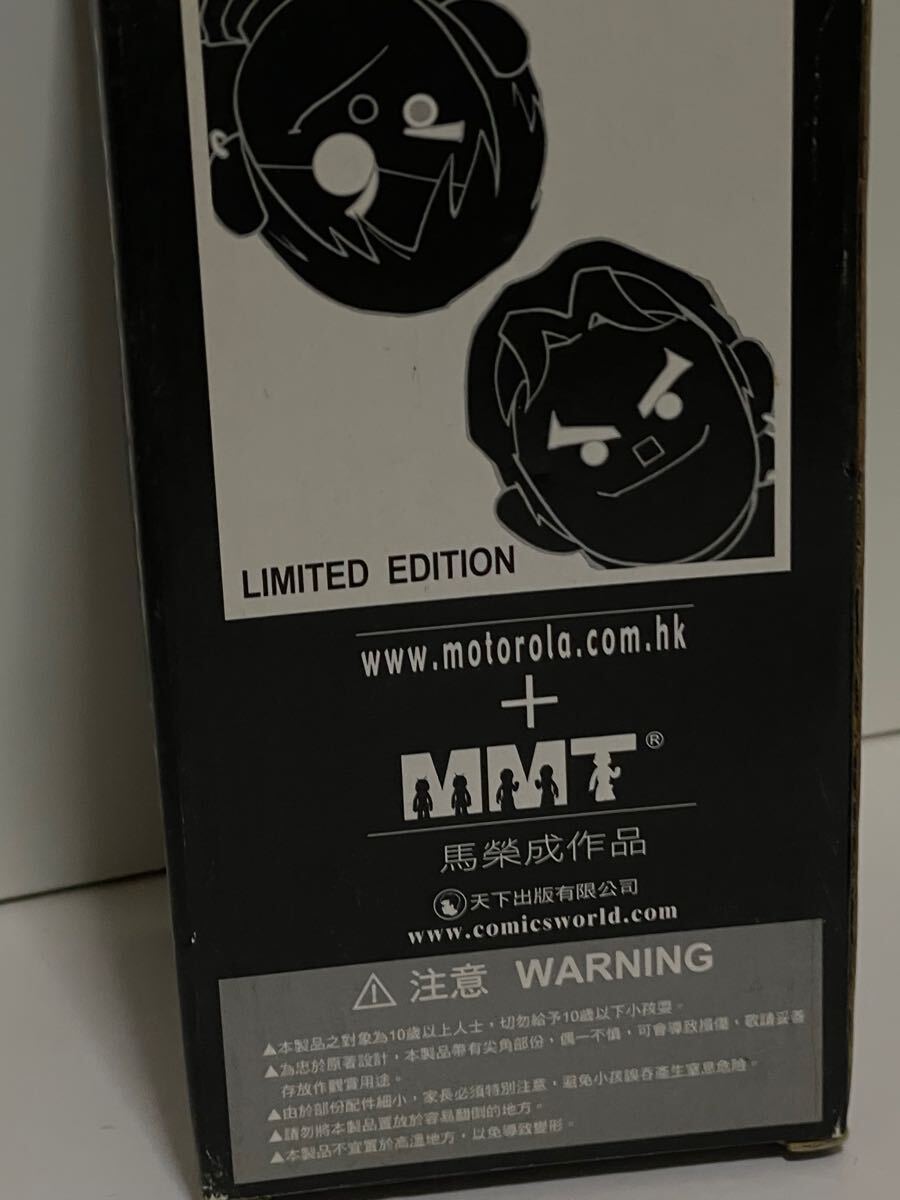 LIMITED EDITION
www.motorola.com.hk
+
MMT®
馬榮成作品
天下出版有限公司
www.comicsworld.com
⚠ 注意 WARNING
▲本製品之對象為10歲以上人士，切勿給予10歲以下小孩耍。
▲為忠於原著設計，本製品帶有尖角部份，偶一不慎，可會導致損傷，敬請妥善
存放作觀賞用途。
▲由於部份配件細小，家長必須特別注意，避免小孩誤吞產生窒息危險。
▲請勿將本製品置放於容易翻倒的地方。
▲本製品不宜置於高溫地方，以免導致變形。